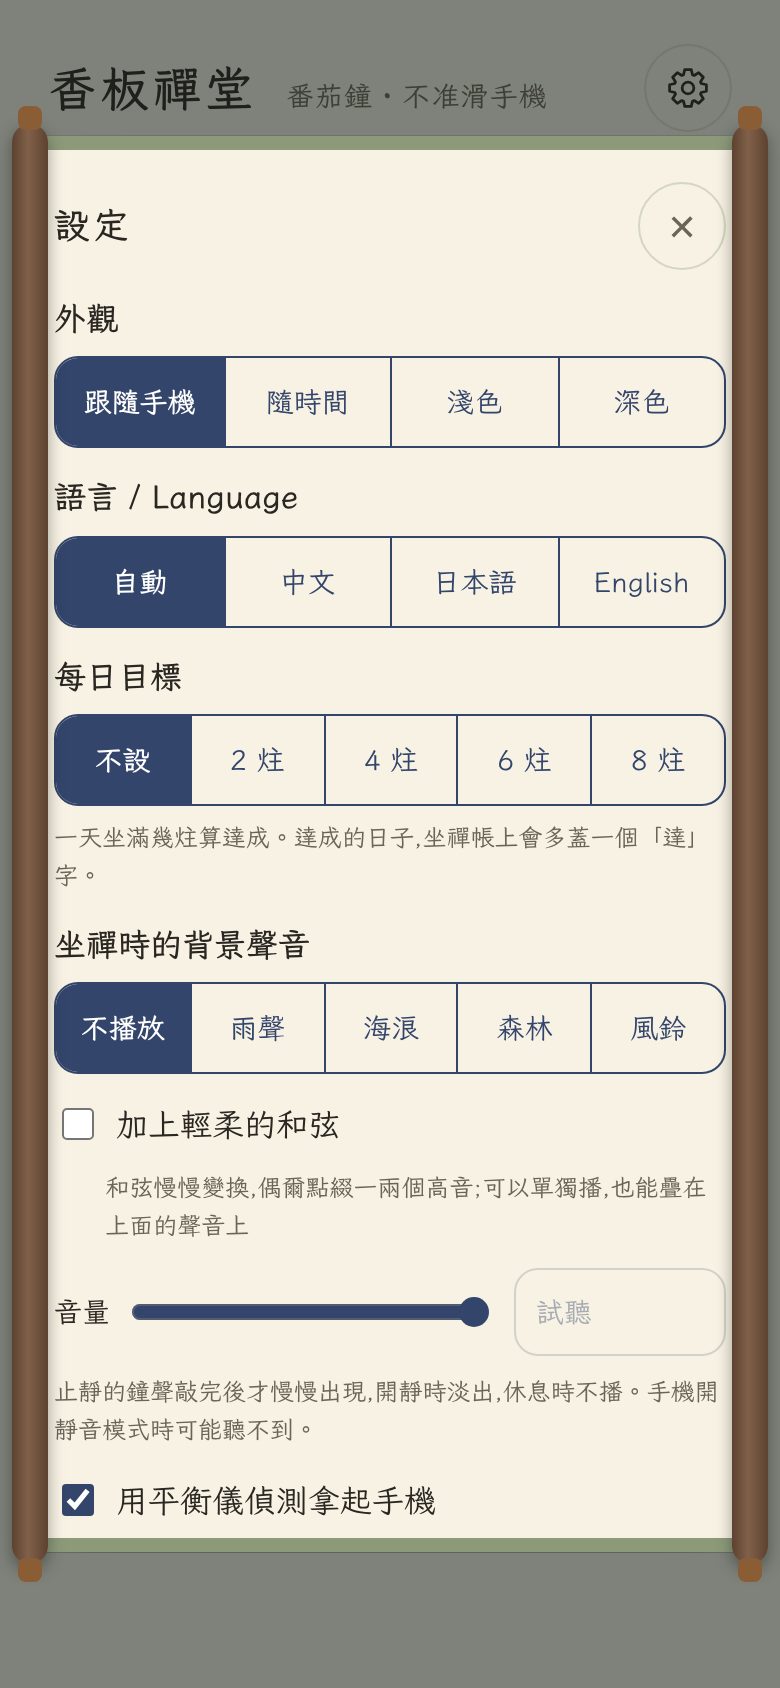 香板禪堂 番茄鐘・不准滑手機
設定
外觀
跟隨手機 隨時間 淺色 深色
語言 / Language
自動 中文 日本語 English
每日目標
不設 2 炷 4 炷 6 炷 8 炷
一天坐滿幾炷算達成。達成的日子,坐禪帳上會多蓋一個「達」
字。
坐禪時的背景聲音
不播放 雨聲 海浪 森林 風鈴
加上輕柔的和弦
和弦慢慢變換,偶爾點綴一兩個高音;可以單獨播,也能疊在
上面的聲音上
音量 試聽
止靜的鐘聲敲完後才慢慢出現,開靜時淡出,休息時不播。手機開
靜音模式時可能聽不到。
用平衡儀偵測拿起手機